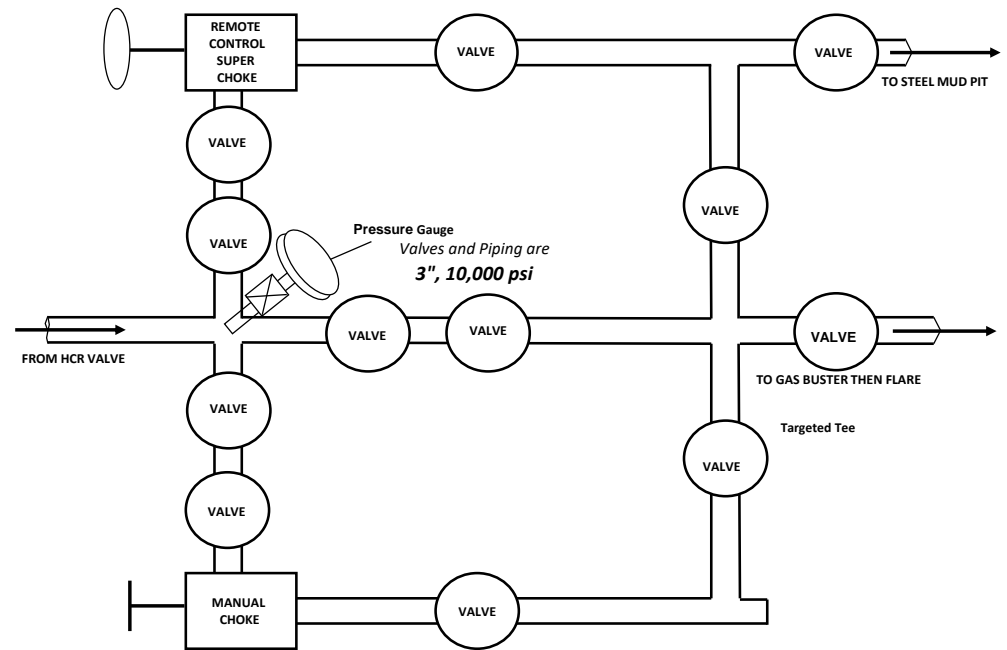 REMOTE
CONTROL
SUPER
CHOKE
VALVE
VALVE
TO STEEL MUD PIT
VALVE
VALVE
VALVE
Pressure Gauge
Valves and Piping are
3", 10,000 psi
FROM HCR VALVE
VALVE
VALVE
VALVE
TO GAS BUSTER THEN FLARE
VALVE
Targeted Tee
VALVE
VALVE
MANUAL
CHOKE
VALVE